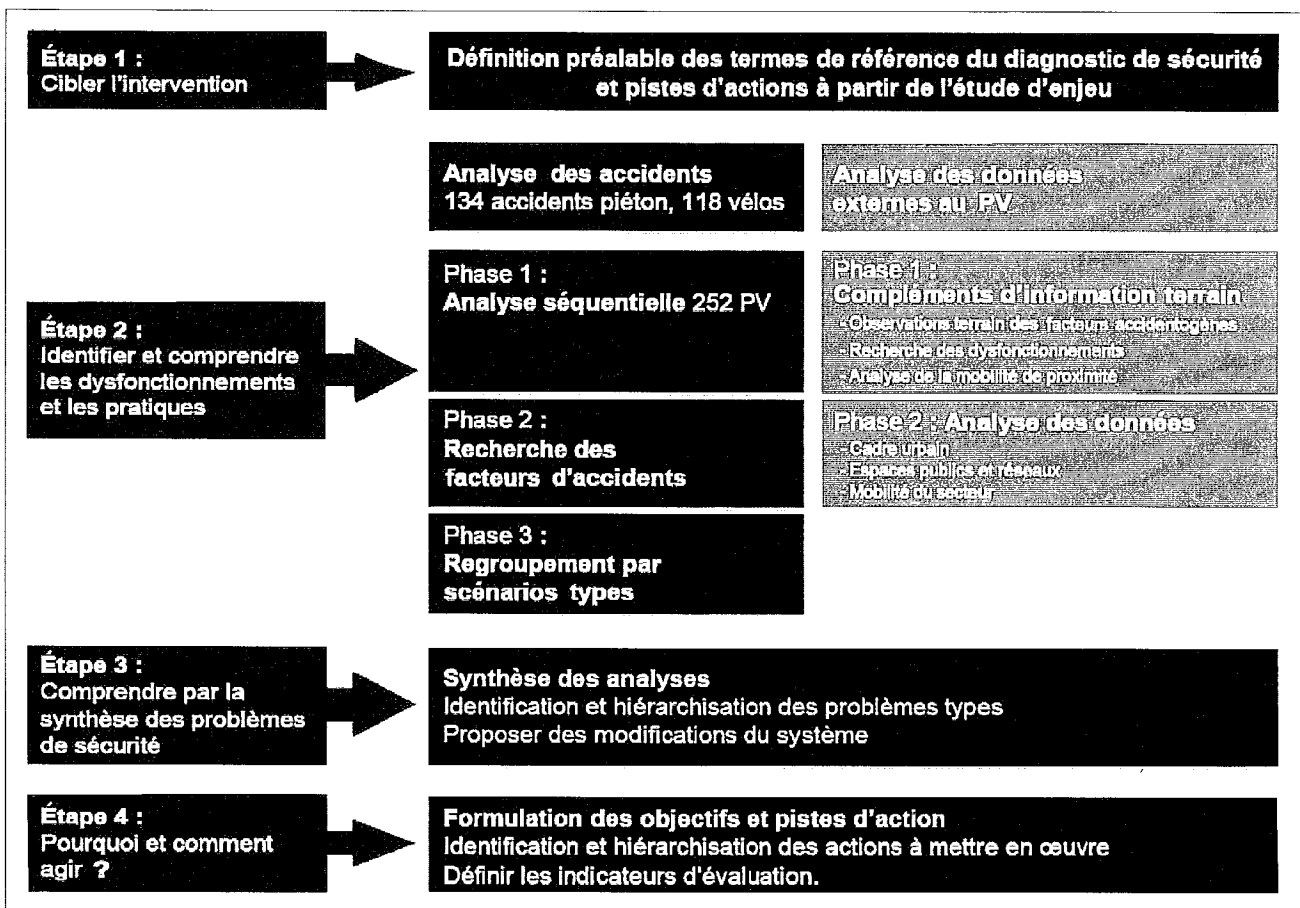 Étape 1 :
Cibler l'intervention
Définition préalable des termes de référence du diagnostic de sécurité
et pistes d'actions à partir de l'étude d'enjeu
Étape 2 :
Identifier et comprendre
les dysfonctionnements
et les pratiques
Analyse des accidents
134 accidents piéton, 118 vélos
Phase 1 :
Analyse séquentielle 252 PV
Phase 2 :
Recherche des
facteurs d'accidents
Phase 3 :
Regroupement par
scénarios types
Analyse des données
externes au PV
Phase 1 :
Compléments d'information terrain
- Observations terrain des facteurs accidentogènes
- Recherche des dysfonctionnements
- Analyse de la mobilité de proximité
Phase 2 : Analyse des données
- Cadre urbain
- Espaces publics et réseaux
- Mobilité du secteur
Étape 3 :
Comprendre par la
synthèse des problèmes
de sécurité
Synthèse des analyses
Identification et hiérarchisation des problèmes types
Proposer des modifications du système
Étape 4 :
Pourquoi et comment
agir ?
Formulation des objectifs et pistes d'action
Identification et hiérarchisation des actions à mettre en œuvre
Définir les indicateurs d'évaluation.